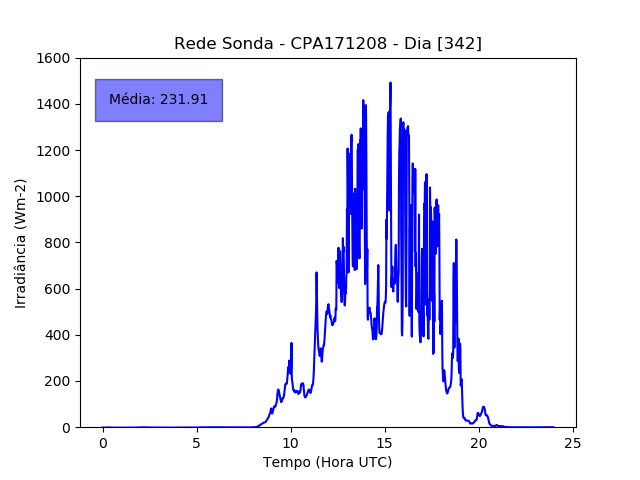 Rede Sonda - CPA171208 - Dia [342]
Média: 231.91
Irradiância (Wm-2)
1600
1400
1200
1000
800
600
400
200
0
0 5 10 15 20 25
Tempo (Hora UTC)